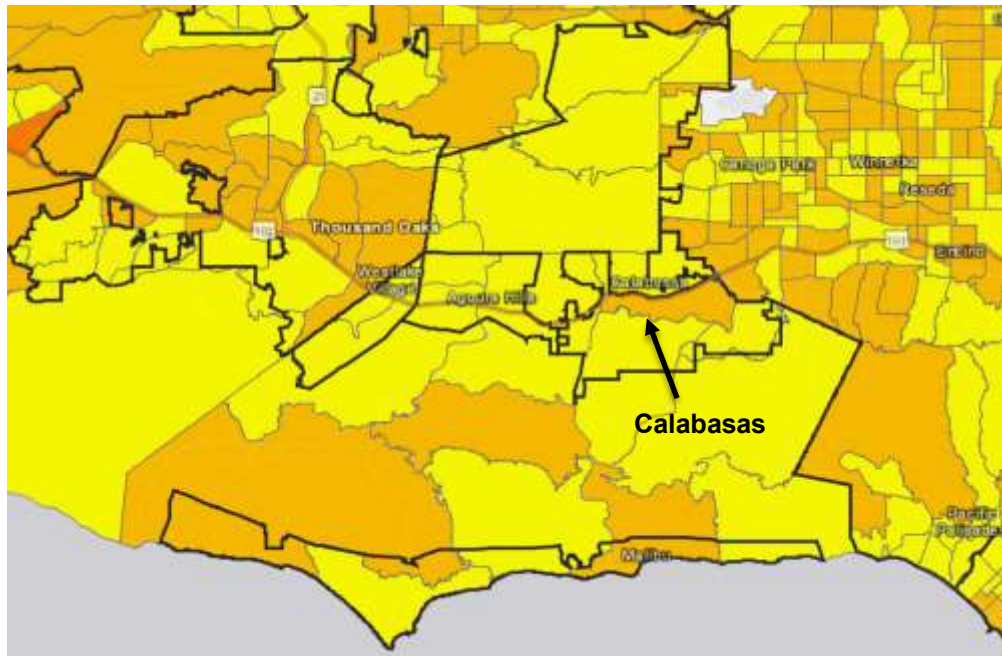 23
Canoga Park
Winnetka
Reseda
Thousand Oaks
101
101
Encino
Westlake
Village
Calabasas
Agoura Hills
Calabasas
Pacific
Palisades
Malibu